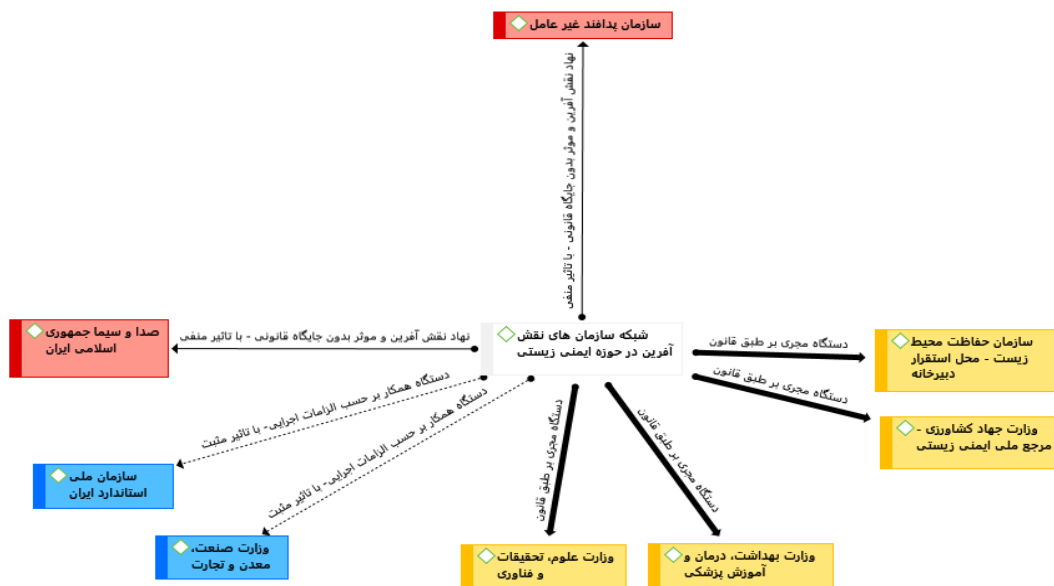 سازمان پدافند غیر عامل
نهاد نقش آفرین و موثر بدون جایگاه قانونی - با تاثیر منفی
شبکه سازمان های نقش
آفرین در حوزه ایمنی زیستی
صدا و سیما جمهوری
اسلامی ایران
نهاد نقش آفرین و موثر بدون جایگاه قانونی - با تاثیر منفی
دستگاه مجری بر طبق قانون
سازمان حفاظت محیط
زیست - محل استقرار
دبیرخانه
دستگاه مجری بر طبق قانون
وزارت جهاد کشاورزی -
مرجع ملی ایمنی زیستی
دستگاه همکار بر حسب الزامات اجرایی- با تاثیر مثبت
سازمان ملی
استاندارد ایران
دستگاه همکار بر حسب الزامات اجرایی- با تاثیر مثبت
وزارت صنعت،
معدن و تجارت
دستگاه مجری بر طبق قانون
وزارت علوم، تحقیقات
و فناوری
دستگاه مجری بر طبق قانون
وزارت بهداشت، درمان و
آموزش پزشکی